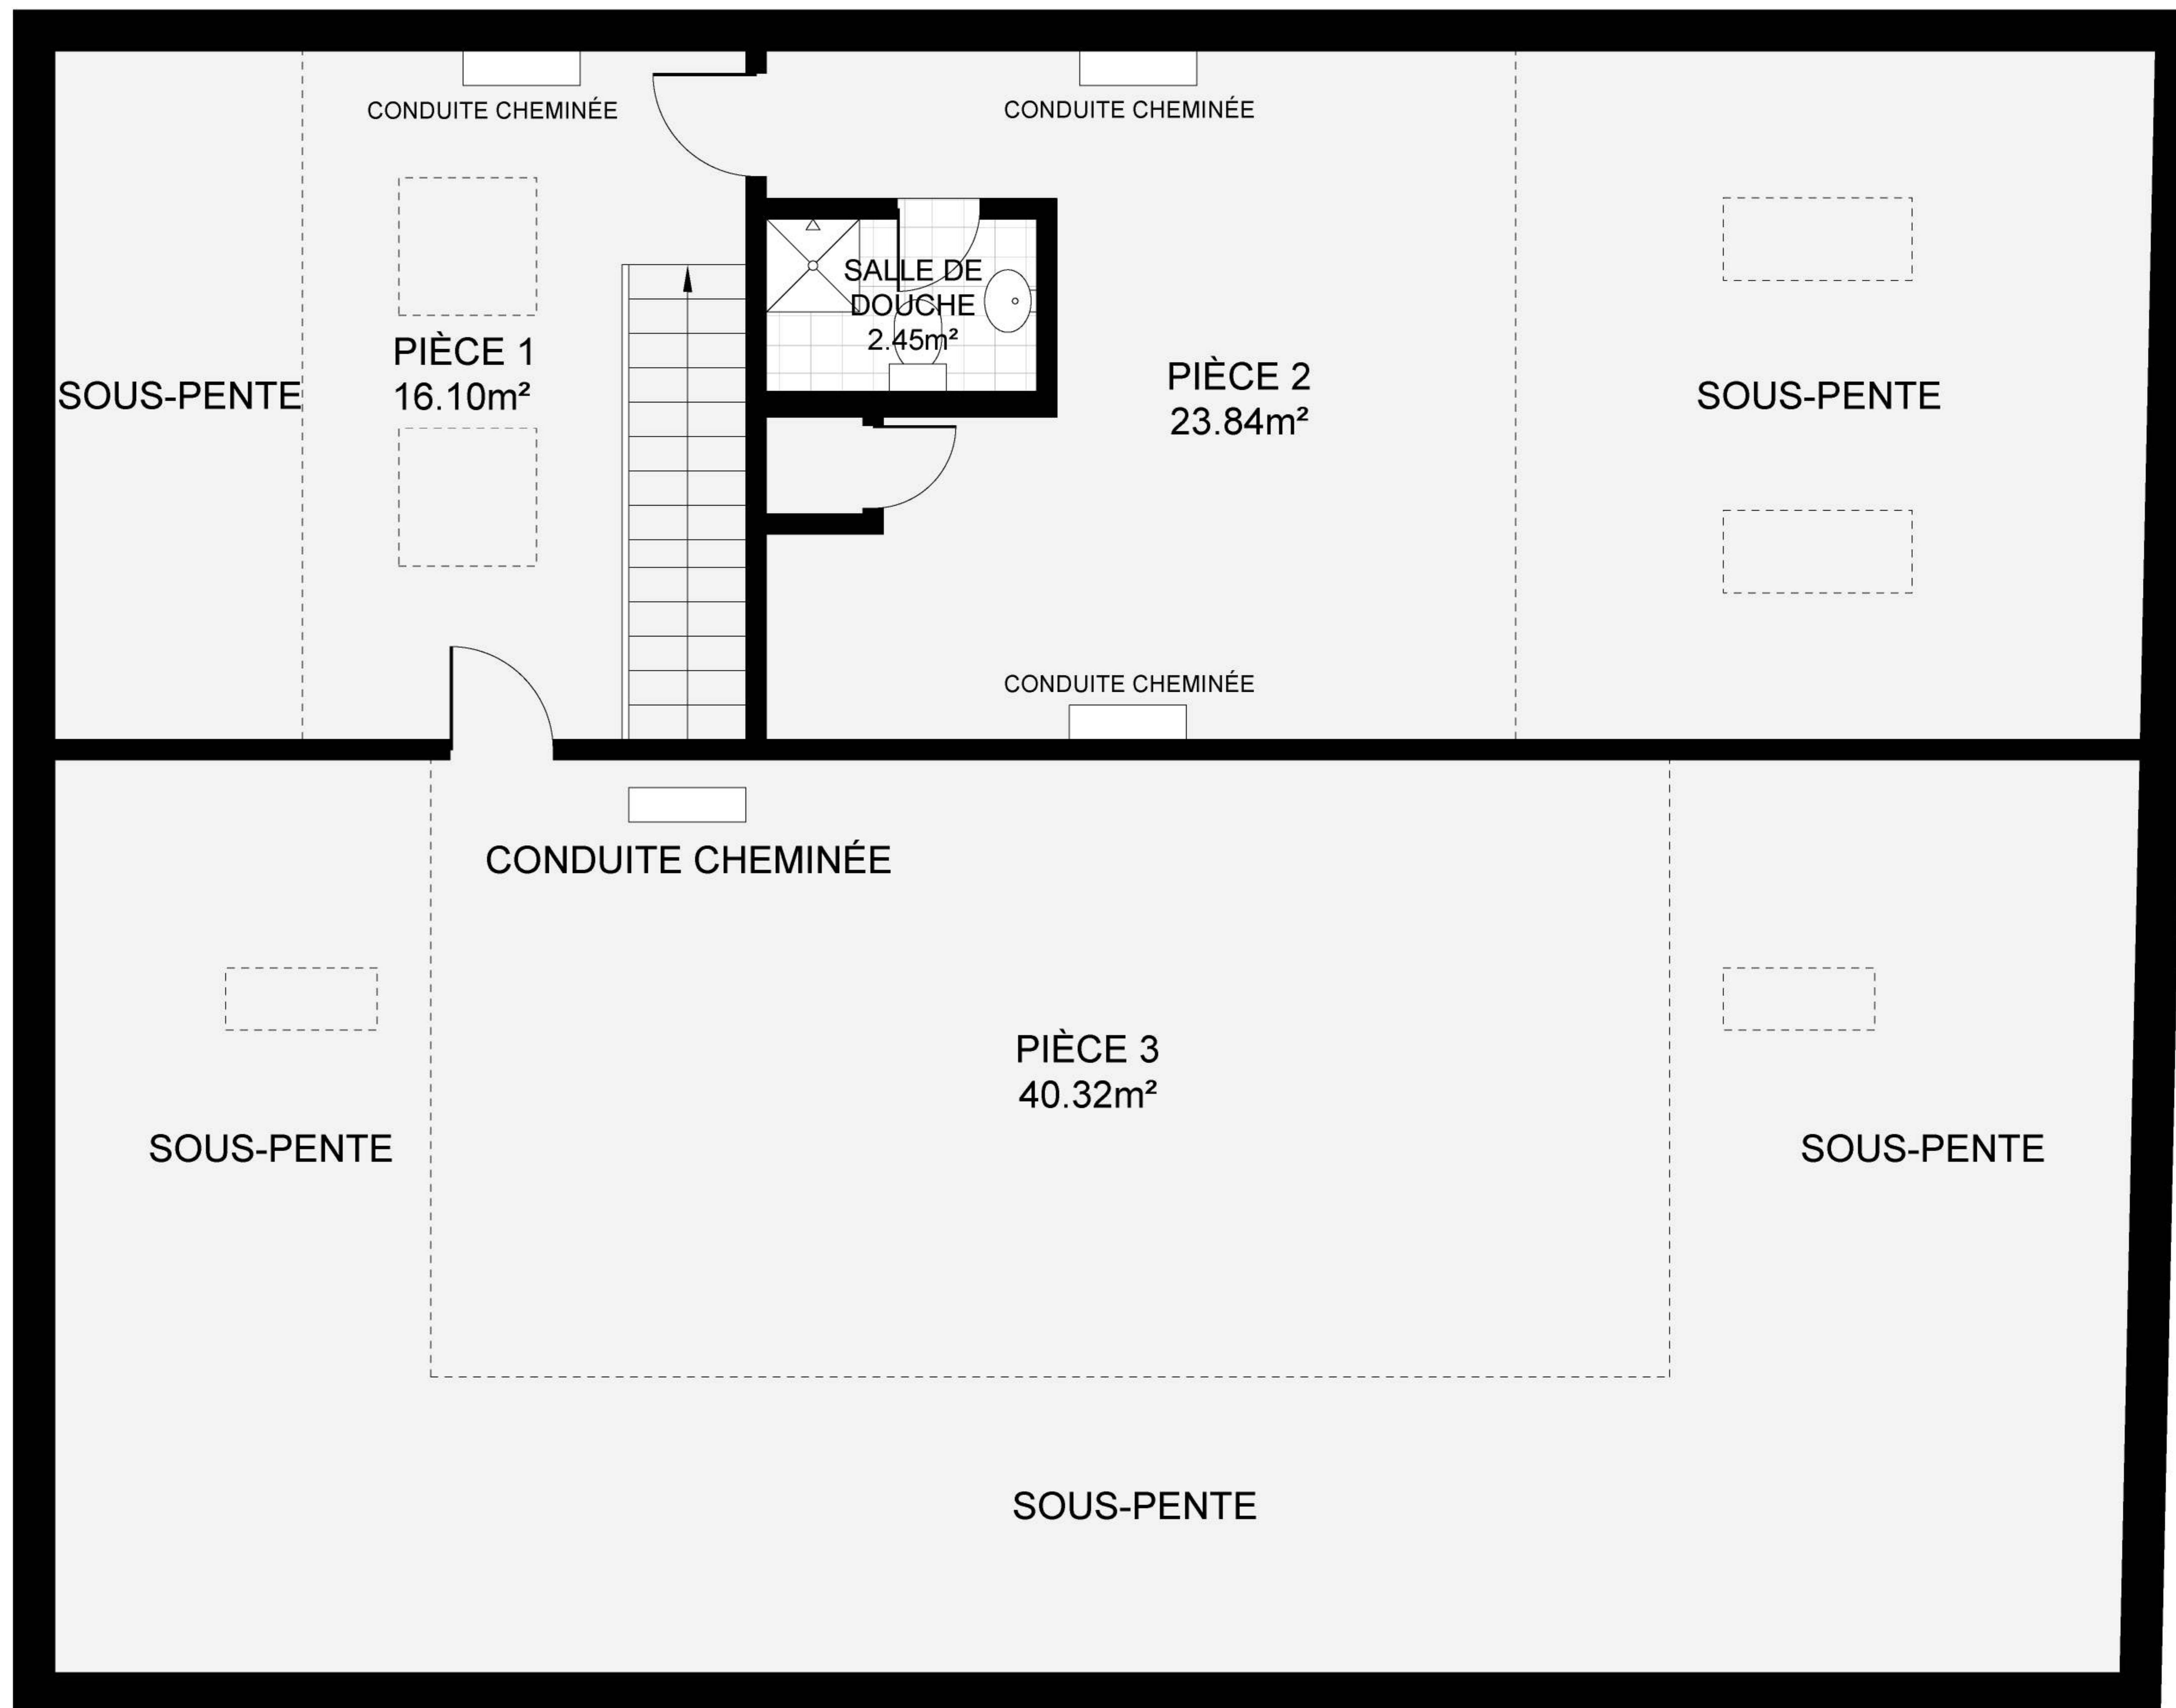 CONDUITE CHEMINÉE
CONDUITE CHEMINÉE
SALLE DE
DOUCHE
2.45m²
PIÈCE 1
16.10m²
SOUS-PENTE
PIÈCE 2
23.84m²
SOUS-PENTE
CONDUITE CHEMINÉE
CONDUITE CHEMINÉE
PIÈCE 3
40.32m²
SOUS-PENTE
SOUS-PENTE
SOUS-PENTE